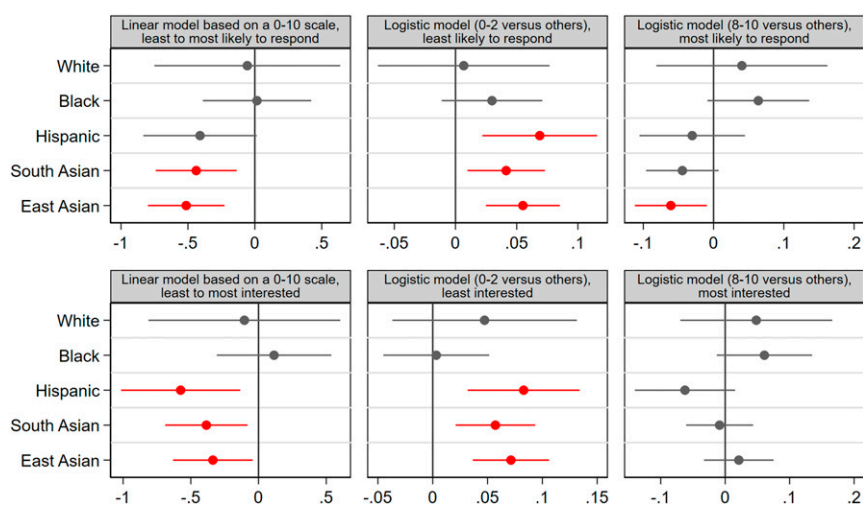 Linear model based on a 0-10 scale,
least to most likely to respond
Logistic model (0-2 versus others),
least likely to respond
Logistic model (8-10 versus others),
most likely to respond
White
Black
Hispanic
South Asian
East Asian
-1 -.5 0 .5
-.05 0 .05 .1
-.1 0 .1 .2
Linear model based on a 0-10 scale,
least to most interested
Logistic model (0-2 versus others),
least interested
Logistic model (8-10 versus others),
most interested
White
Black
Hispanic
South Asian
East Asian
-1 -.5 0 .5
-.05 0 .05 .1 .15
-.1 0 .1 .2